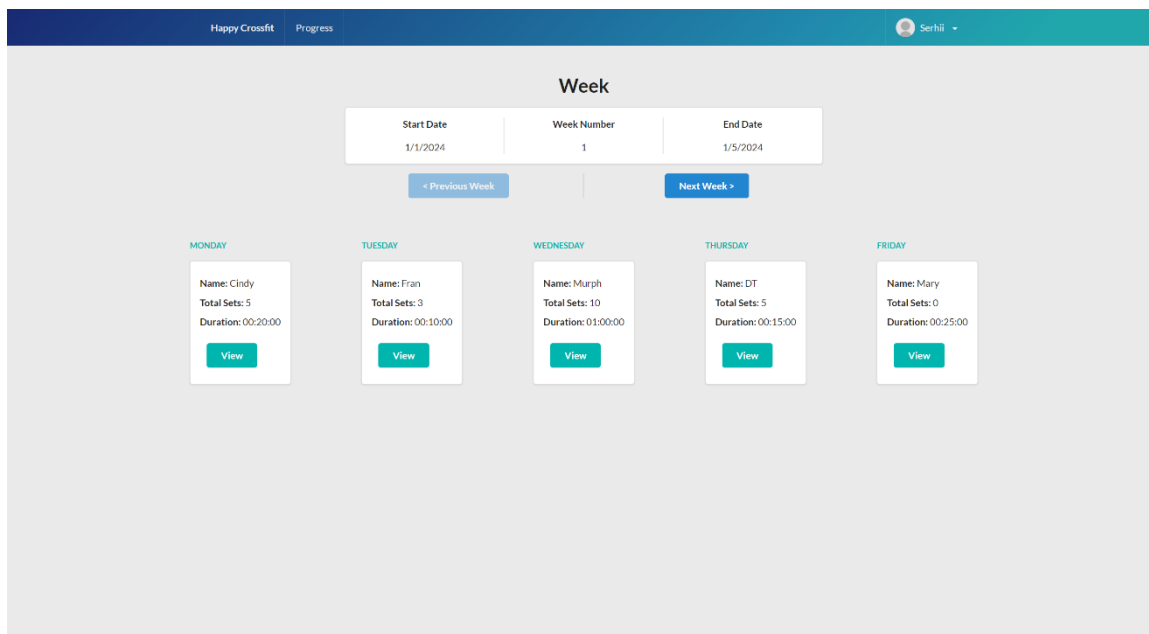 Happy Crossfit Progress Serhii
Week
Start Date Week Number End Date
1/1/2024 1 1/5/2024
< Previous Week Next Week >
MONDAY TUESDAY WEDNESDAY THURSDAY FRIDAY
Name: Cindy Name: Fran Name: Murph Name: DT Name: Mary
Total Sets: 5 Total Sets: 3 Total Sets: 10 Total Sets: 5 Total Sets: 0
Duration: 00:20:00 Duration: 00:10:00 Duration: 01:00:00 Duration: 00:15:00 Duration: 00:25:00
View View View View View